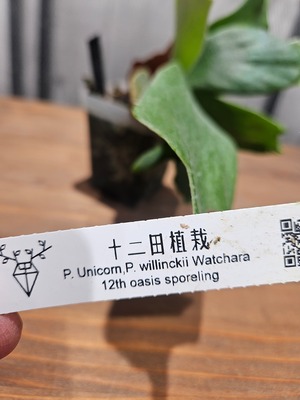 十二田植栽
P. Unicorn,P. willinckii Watchara
12th oasis sporeling